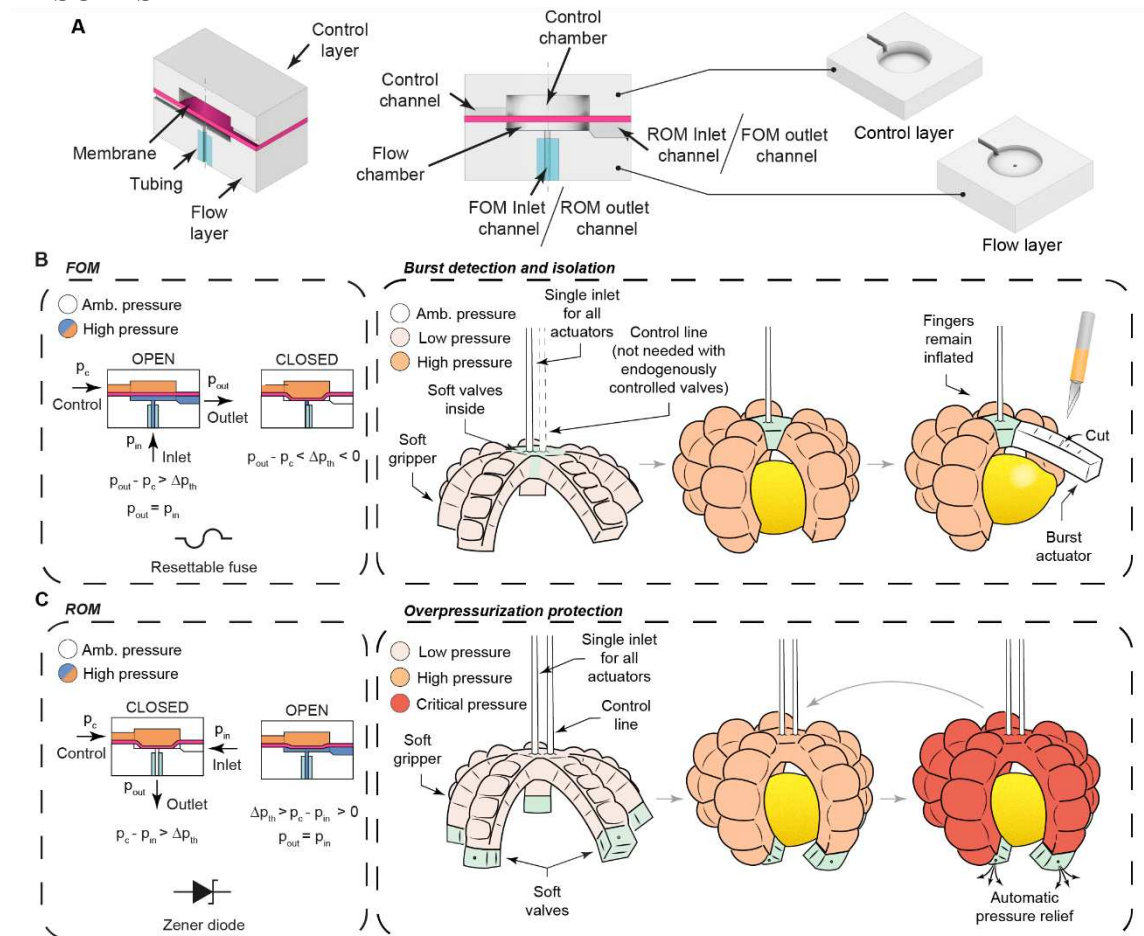 A
Control
layer
Membrane
Tubing
Flow
layer
Control
chamber
Control
channel
Flow
chamber
ROM Inlet
channel
/
FOM outlet
channel
FOM Inlet
channel
/
ROM outlet
channel
Control layer
Flow layer
B
FOM
Amb. pressure
High pressure
OPEN
CLOSED
p_c
Control
p_out
Outlet
p_in
Inlet
p_out - p_c > Δp_th
p_out = p_in
p_out - p_c < Δp_th < 0
Resettable fuse
Burst detection and isolation
Amb. pressure
Low pressure
High pressure
Single inlet
for all
actuators
Control line
(not needed with
endogenously
controlled valves)
Soft valves
inside
Soft
gripper
Fingers
remain
inflated
Cut
Burst
actuator
C
ROM
Amb. pressure
High pressure
CLOSED
OPEN
p_c
Control
p_in
Inlet
p_out
Outlet
p_c - p_in > Δp_th
Δp_th > p_c - p_in > 0
p_out = p_in
Zener diode
Overpressurization protection
Low pressure
High pressure
Critical pressure
Single inlet
for all
actuators
Control
line
Soft
gripper
Soft
valves
Automatic
pressure relief